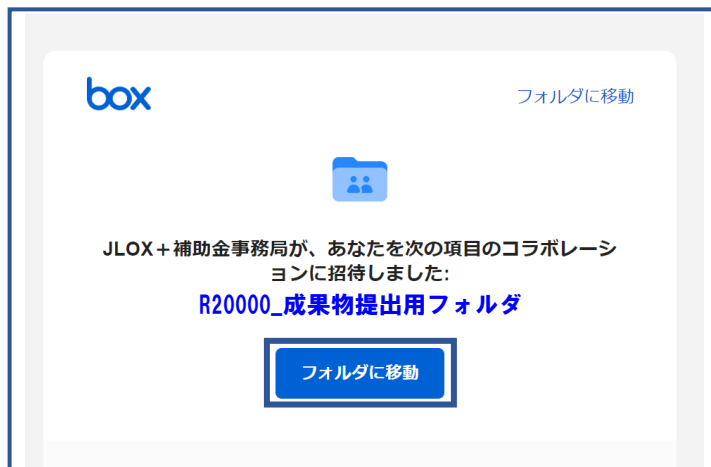 box
フォルダに移動
JLOX＋補助金事務局が、あなたを次の項目のコラボレーシ
ョンに招待しました:
R20000_成果物提出用フォルダ
フォルダに移動